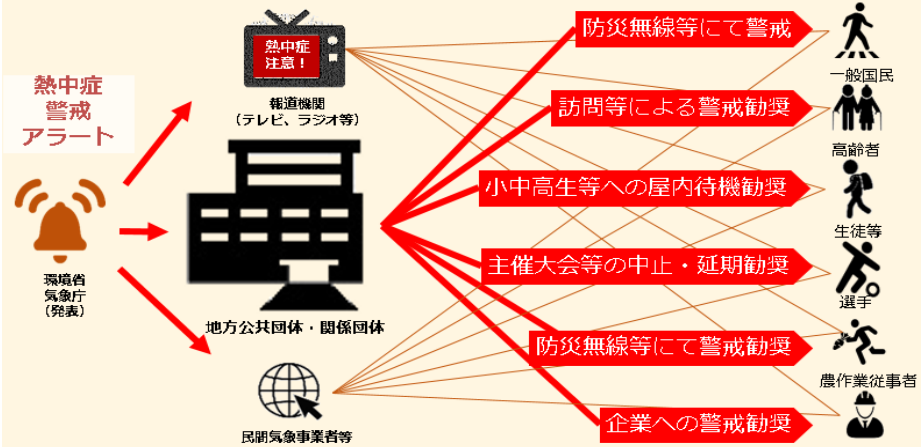 熱中症
警戒
アラート
環境省
気象庁
（発表）
熱中症
注意！
報道機関
（テレビ、ラジオ等）
地方公共団体・関係団体
民間気象事業者等
防災無線等にて警戒
訪問等による警戒勧奨
小中高生等への屋内待機勧奨
主催大会等の中止・延期勧奨
防災無線等にて警戒勧奨
企業への警戒勧奨
一般国民
高齢者
生徒等
選手
農作業従事者